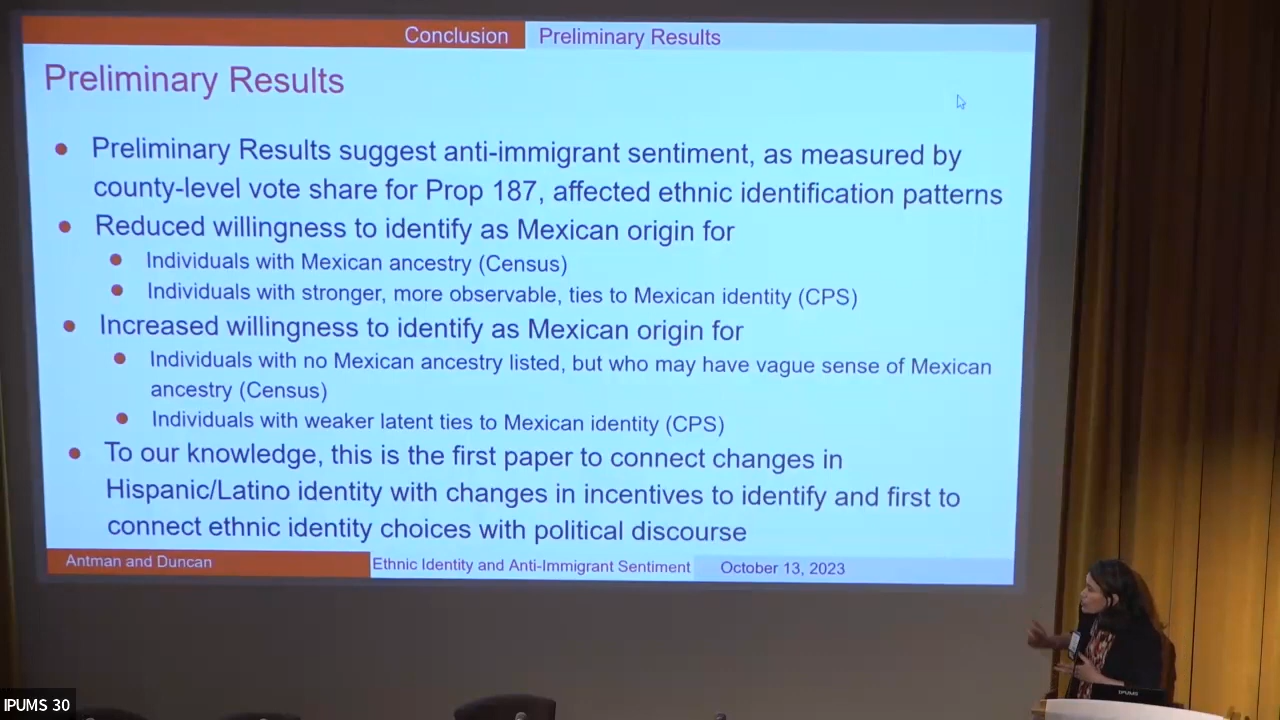 Conclusion
Preliminary Results
Preliminary Results
Preliminary Results suggest anti-immigrant sentiment, as measured by
county-level vote share for Prop 187, affected ethnic identification patterns
Reduced willingness to identify as Mexican origin for
Individuals with Mexican ancestry (Census)
Individuals with stronger, more observable, ties to Mexican identity (CPS)
Increased willingness to identify as Mexican origin for
Individuals with no Mexican ancestry listed, but who may have vague sense of Mexican
ancestry (Census)
Individuals with weaker latent ties to Mexican identity (CPS)
To our knowledge, this is the first paper to connect changes in
Hispanic/Latino identity with changes in incentives to identify and first to
connect ethnic identity choices with political discourse
Antman and Duncan
Ethnic Identity and Anti-Immigrant Sentiment
October 13, 2023
IPUMS
IPUMS 30